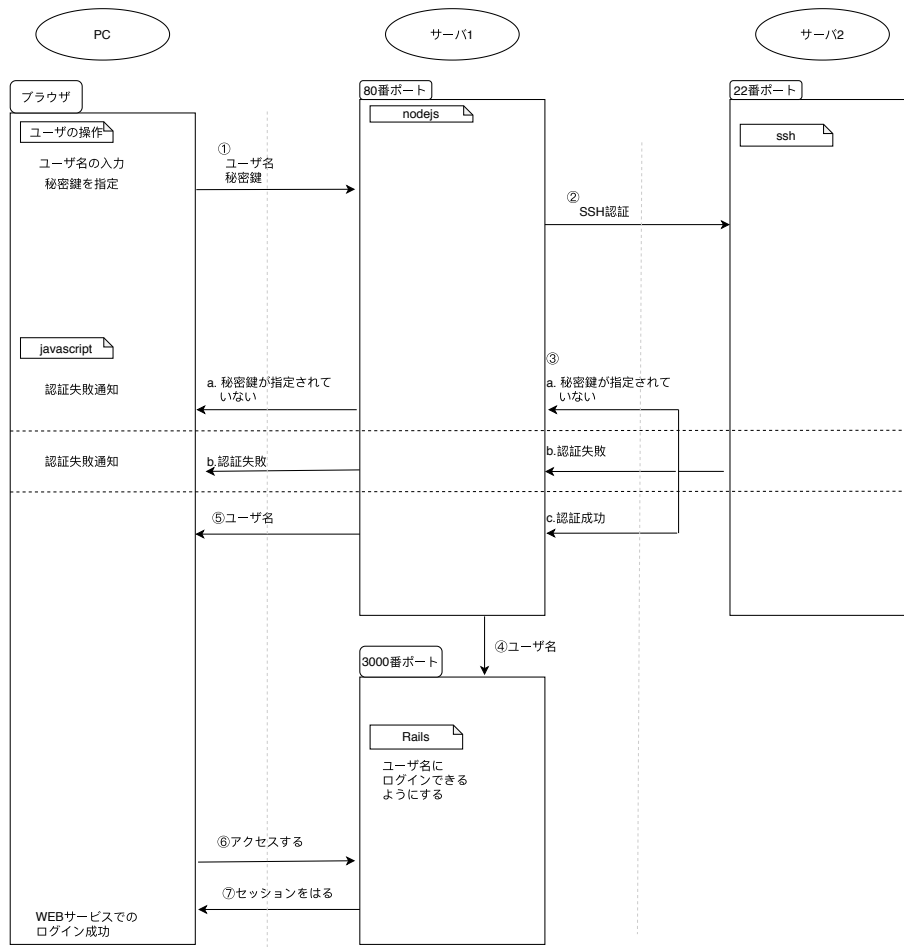 PC
サーバ1
サーバ2
ブラウザ
80番ポート
22番ポート
nodejs
ユーザの操作
ssh
ユーザ名の入力
秘密鍵を指定
①
ユーザ名
秘密鍵
②
SSH認証
javascript
③
認証失敗通知
a. 秘密鍵が指定されて
いない
a. 秘密鍵が指定されて
いない
認証失敗通知
b.認証失敗
b.認証失敗
⑤ユーザ名
c.認証成功
④ユーザ名
3000番ポート
Rails
ユーザ名に
ログインできる
ようにする
⑥アクセスする
⑦セッションをはる
WEBサービスでの
ログイン成功